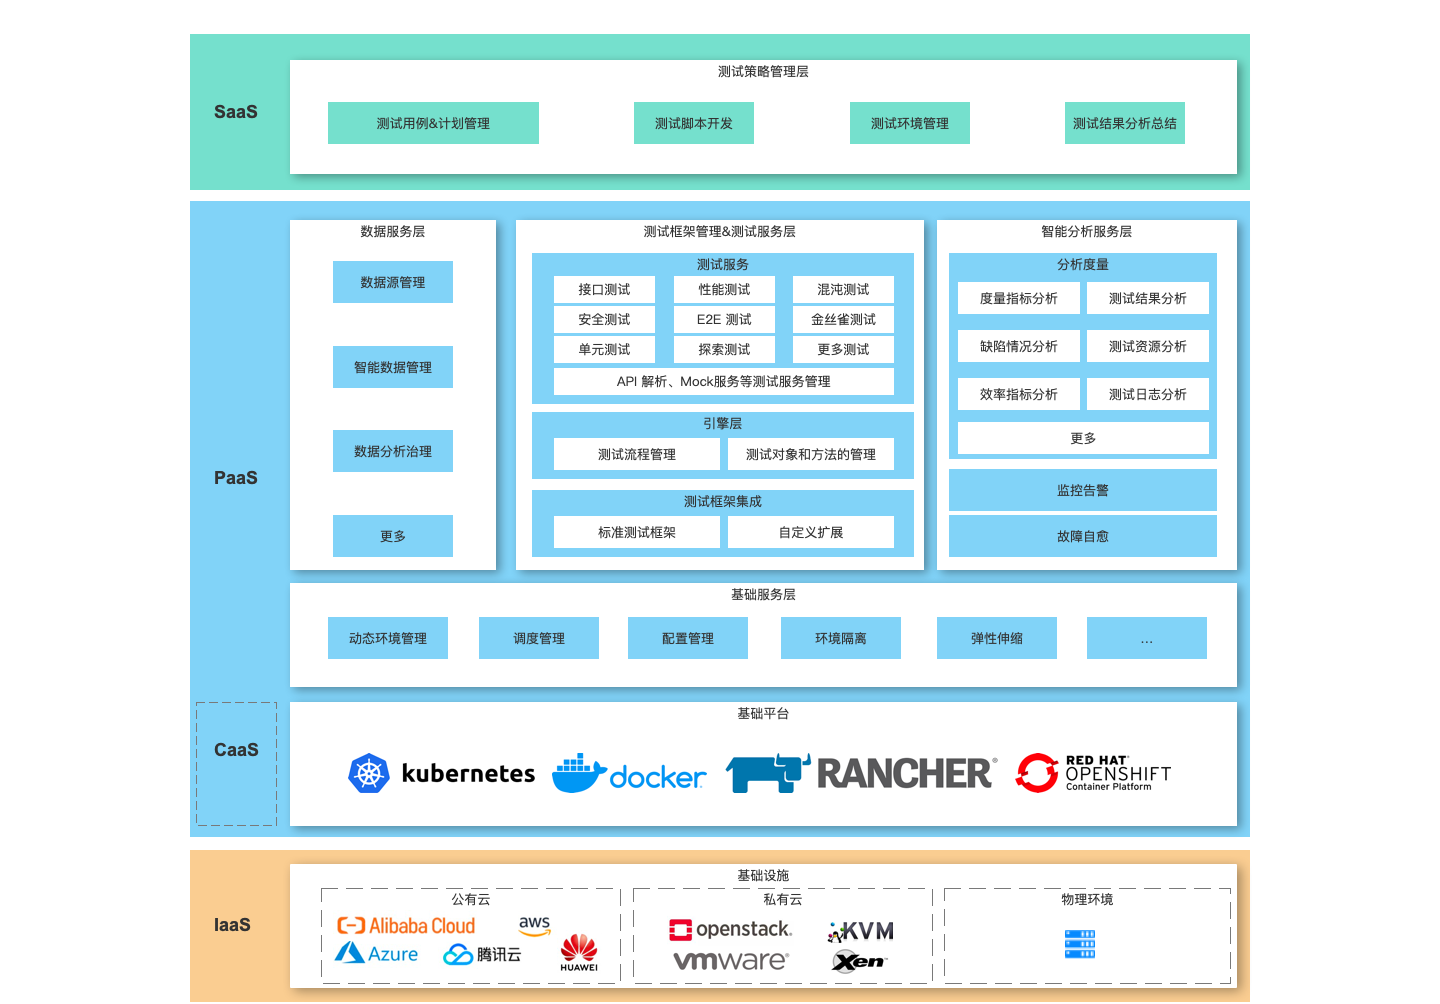 SaaS
测试策略管理层
测试用例&计划管理
测试脚本开发
测试环境管理
测试结果分析总结
PaaS
数据服务层
数据源管理
智能数据管理
数据分析治理
更多
测试框架管理&测试服务层
测试服务
接口测试
性能测试
混沌测试
安全测试
E2E 测试
金丝雀测试
单元测试
探索测试
更多测试
API 解析、Mock服务等测试服务管理
引擎层
测试流程管理
测试对象和方法的管理
测试框架集成
标准测试框架
自定义扩展
智能分析服务层
分析度量
度量指标分析
测试结果分析
缺陷情况分析
测试资源分析
效率指标分析
测试日志分析
更多
监控告警
故障自愈
基础服务层
动态环境管理
调度管理
配置管理
环境隔离
弹性伸缩
...
CaaS
基础平台
kubernetes
docker
RANCHER®
RED HAT®
OPENSHIFT
Container Platform
IaaS
基础设施
公有云
Alibaba Cloud
aws
Azure
腾讯云
HUAWEI
私有云
openstack.
KVM
vmware®
Xen
物理环境